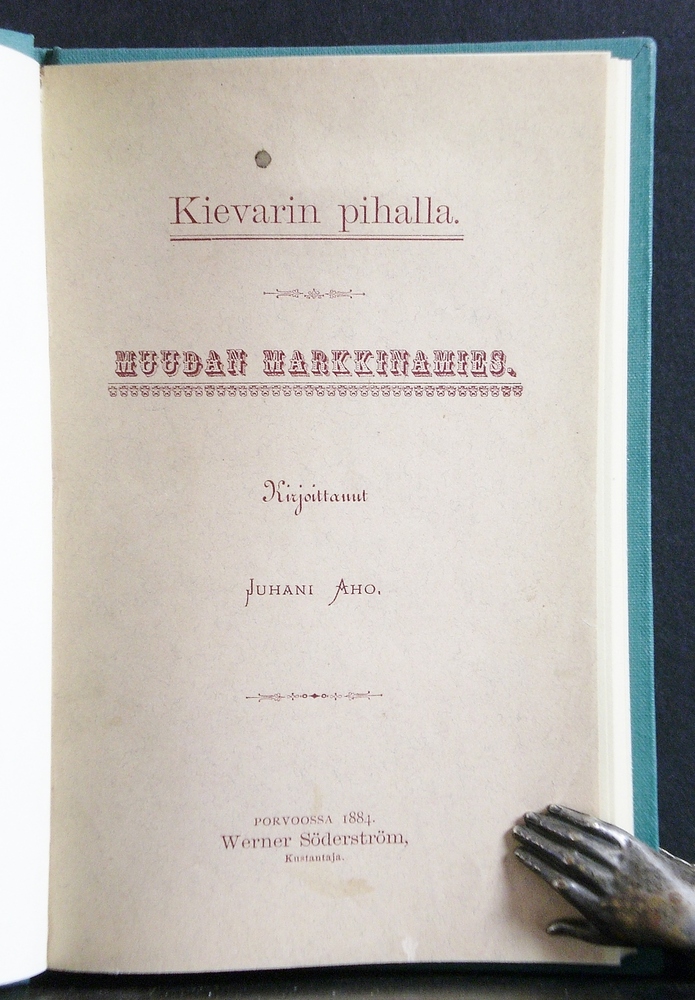 Kievarin pihalla.
MUUDAN MARKKINAMIES.
Kirjoittanut
JUHANI AHO.
PORVOOSSA 1884.
Werner Söderström,
Kustantaja.